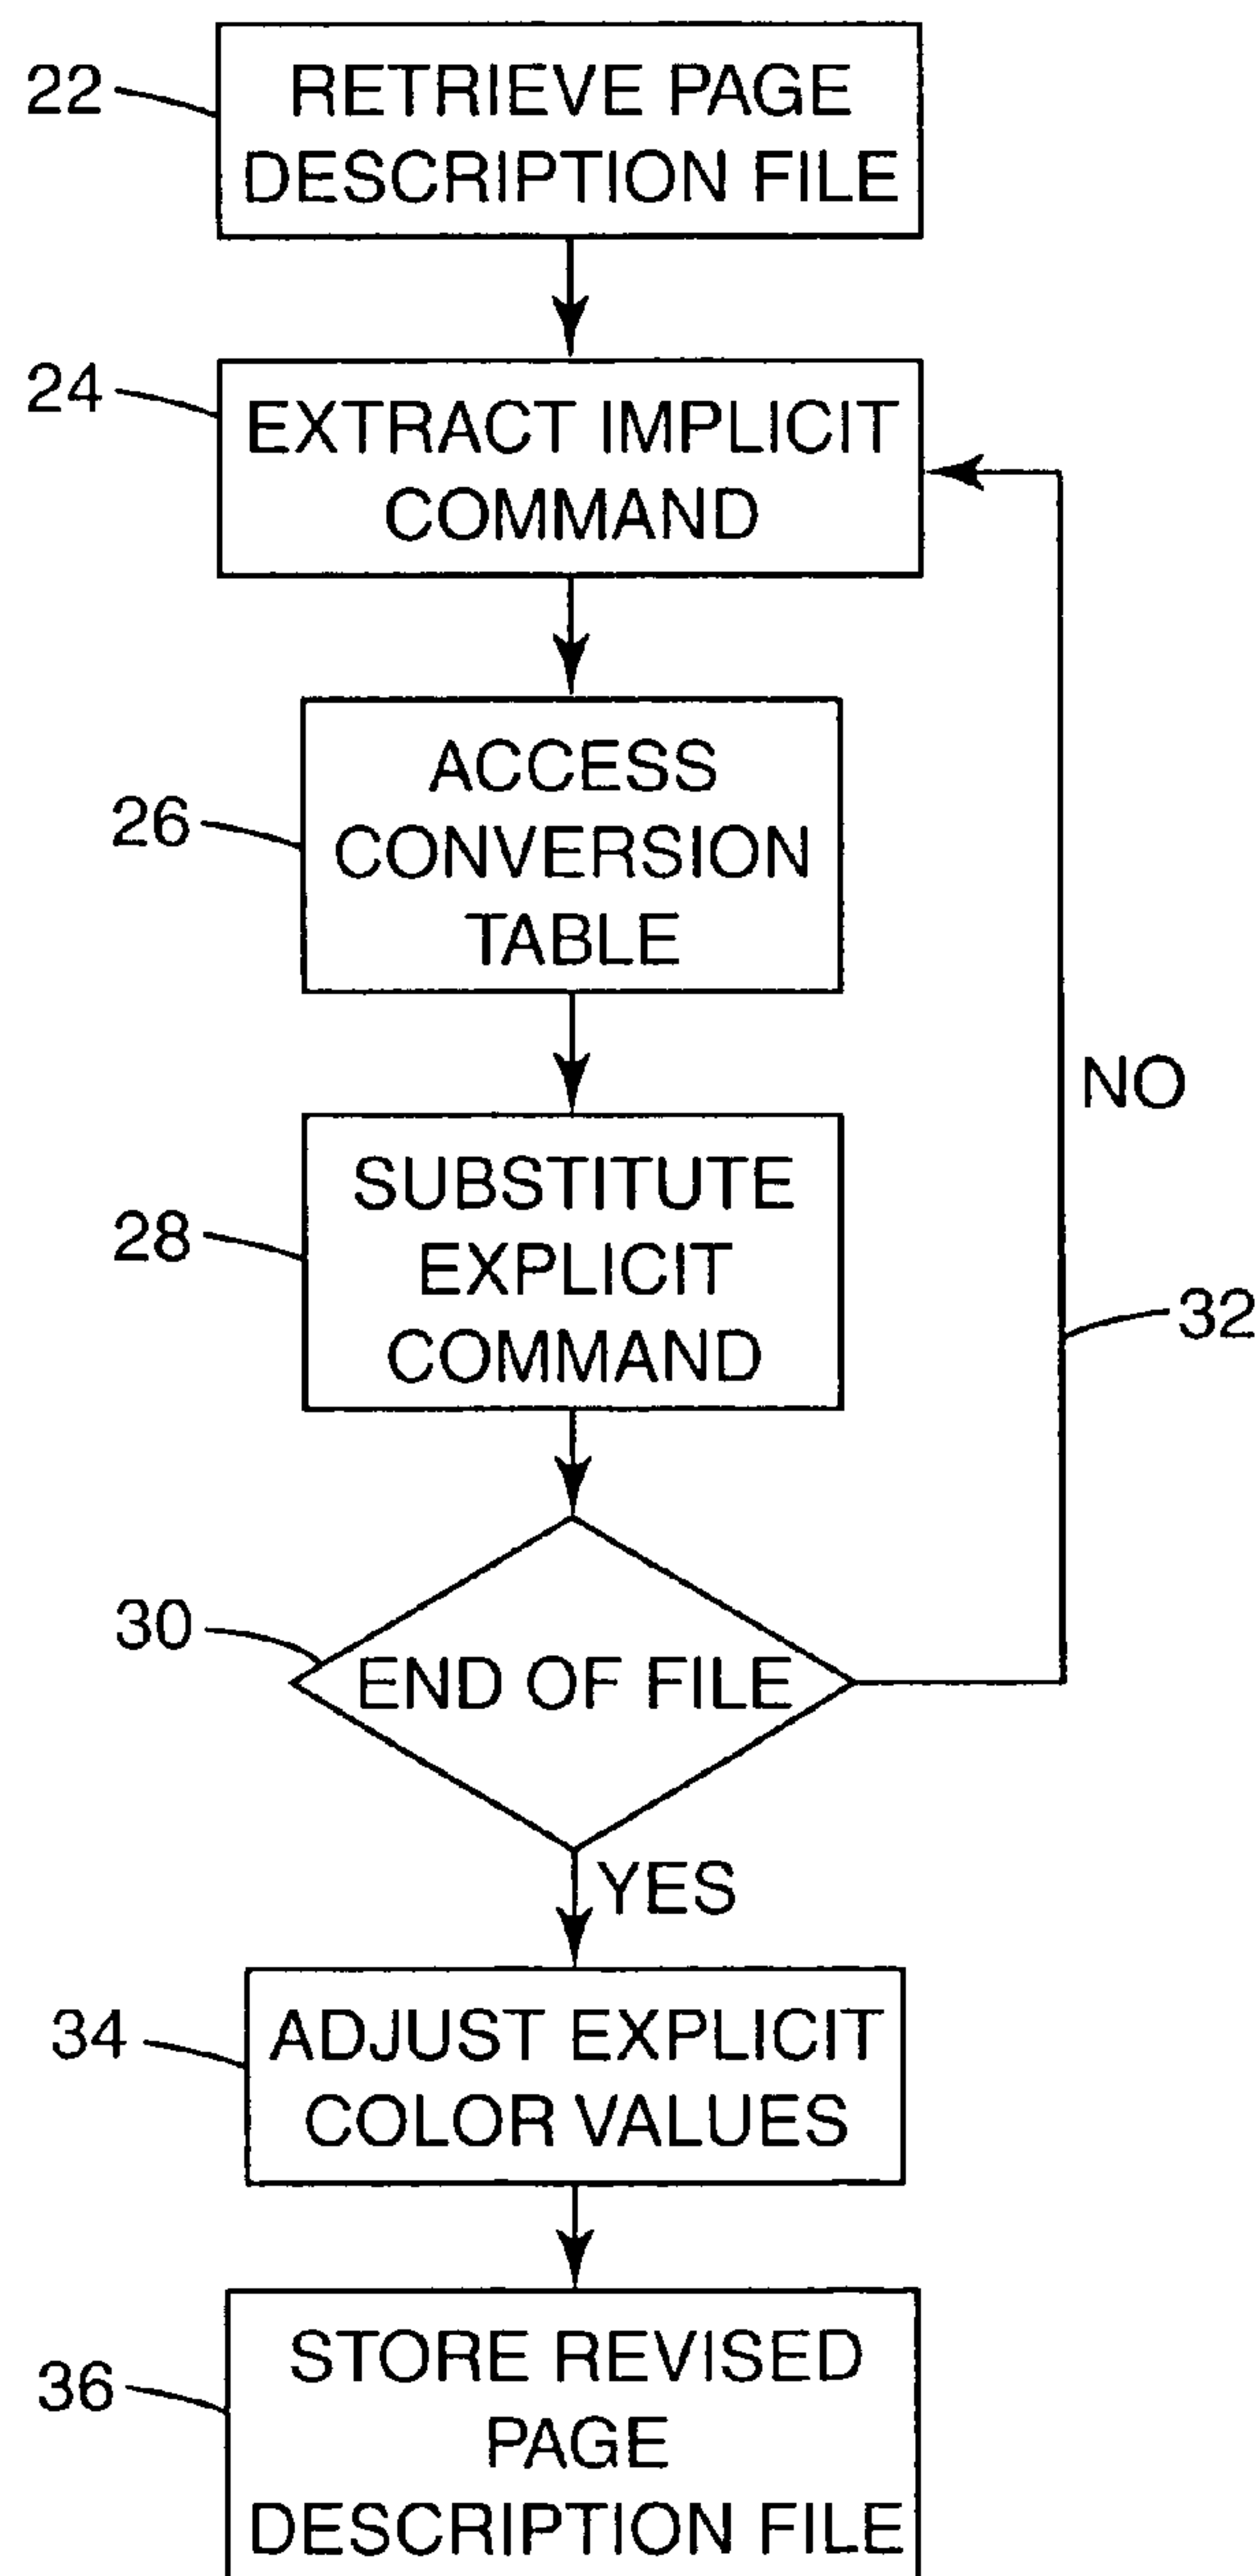 22
RETRIEVE PAGE
DESCRIPTION FILE
24
EXTRACT IMPLICIT
COMMAND
26
ACCESS
CONVERSION
TABLE
NO
28
SUBSTITUTE
EXPLICIT
COMMAND
32
30
END OF FILE
YES
34
ADJUST EXPLICIT
COLOR VALUES
36
STORE REVISED
PAGE
DESCRIPTION FILE